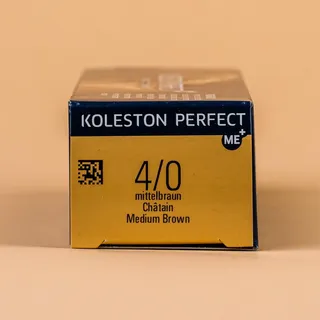 KOLESTON PERFECT
ME+
4/0
mittelbraun
Châtain
Medium Brown